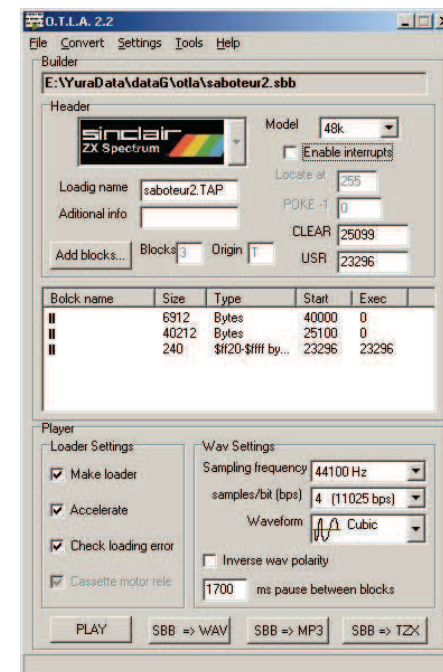 O.T.L.A. 2.2
File Convert Settings Tools Help
Builder
E:\YuraData\dataG\otla\saboteur2.sbb
Header
sinclair
ZX Spectrum
Model 48k
Enable interrupts
Loadig name saboteur2.TAP
Locate at 255
Aditional info
POKE -1 0
CLEAR 25099
Add blocks... Blocks 3 Origin T
USR 23296
Bolck name Size Type Start Exec
6912 Bytes 40000 0
40212 Bytes 25100 0
240 $ff20-$ffff by... 23296 23296
Player
Loader Settings
Wav Settings
Make loader
Sampling frequency 44100 Hz
Accelerate
samples/bit (bps) 4 (11025 bps)
Waveform Cubic
Check loading error
Inverse wav polarity
Cassette motor rele
1700 ms pause between blocks
PLAY SBB => WAV SBB => MP3 SBB => TZX